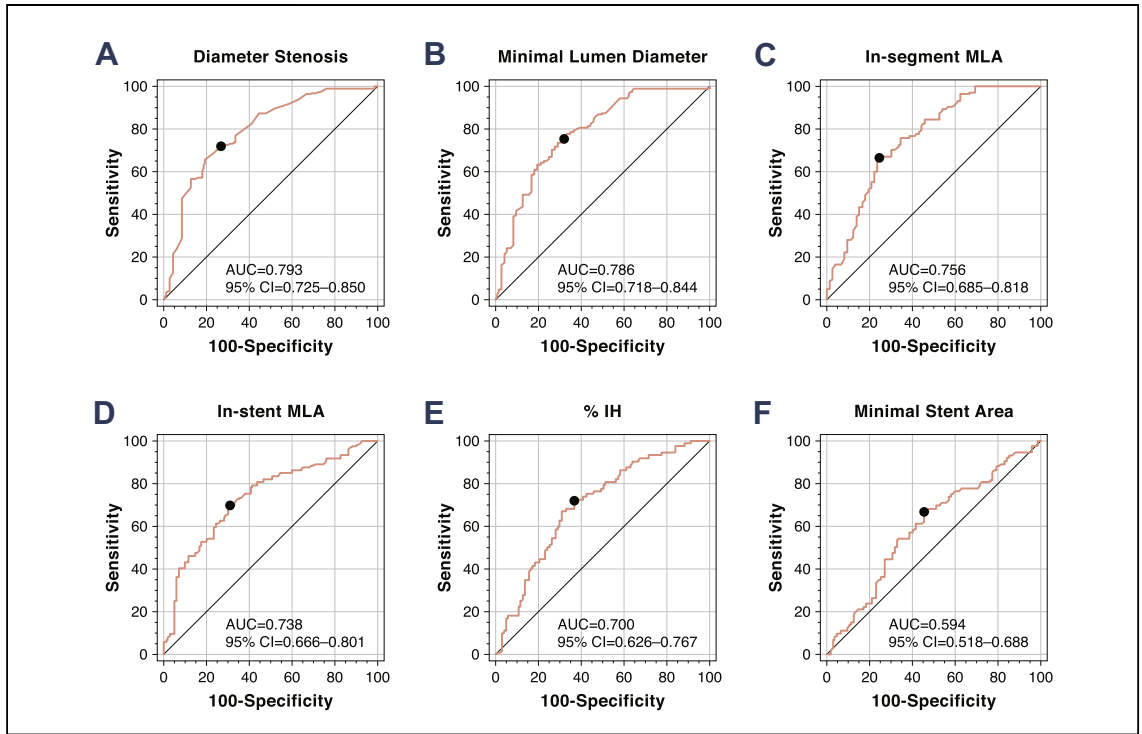 A
Diameter Stenosis
100
80
60
40
20
0
Sensitivity
AUC=0.793
95% CI=0.725–0.850
0 20 40 60 80 100
100-Specificity
B
Minimal Lumen Diameter
100
80
60
40
20
0
Sensitivity
AUC=0.786
95% CI=0.718–0.844
0 20 40 60 80 100
100-Specificity
C
In-segment MLA
100
80
60
40
20
0
Sensitivity
AUC=0.756
95% CI=0.685–0.818
0 20 40 60 80 100
100-Specificity
D
In-stent MLA
100
80
60
40
20
0
Sensitivity
AUC=0.738
95% CI=0.666–0.801
0 20 40 60 80 100
100-Specificity
E
% IH
100
80
60
40
20
0
Sensitivity
AUC=0.700
95% CI=0.626–0.767
0 20 40 60 80 100
100-Specificity
F
Minimal Stent Area
100
80
60
40
20
0
Sensitivity
AUC=0.594
95% CI=0.518–0.688
0 20 40 60 80 100
100-Specificity